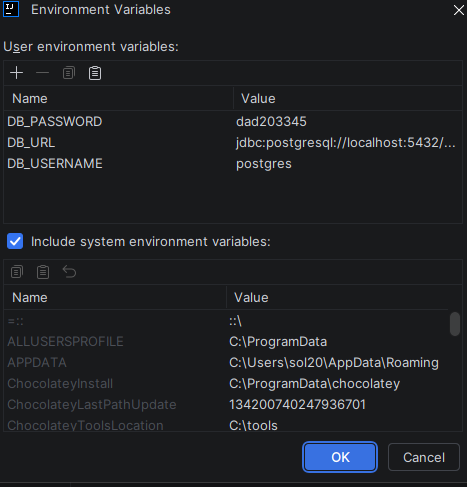 IJ Environment Variables
User environment variables:
Name Value
DB_PASSWORD dad203345
DB_URL jdbc:postgresql://localhost:5432/...
DB_USERNAME postgres
Include system environment variables:
Name Value
=:: ::\
ALLUSERSPROFILE C:\ProgramData
APPDATA C:\Users\sol20\AppData\Roaming
ChocolateyInstall C:\ProgramData\chocolatey
ChocolateyLastPathUpdate 134200740247936701
ChocolateyToolsLocation C:\tools
OK Cancel